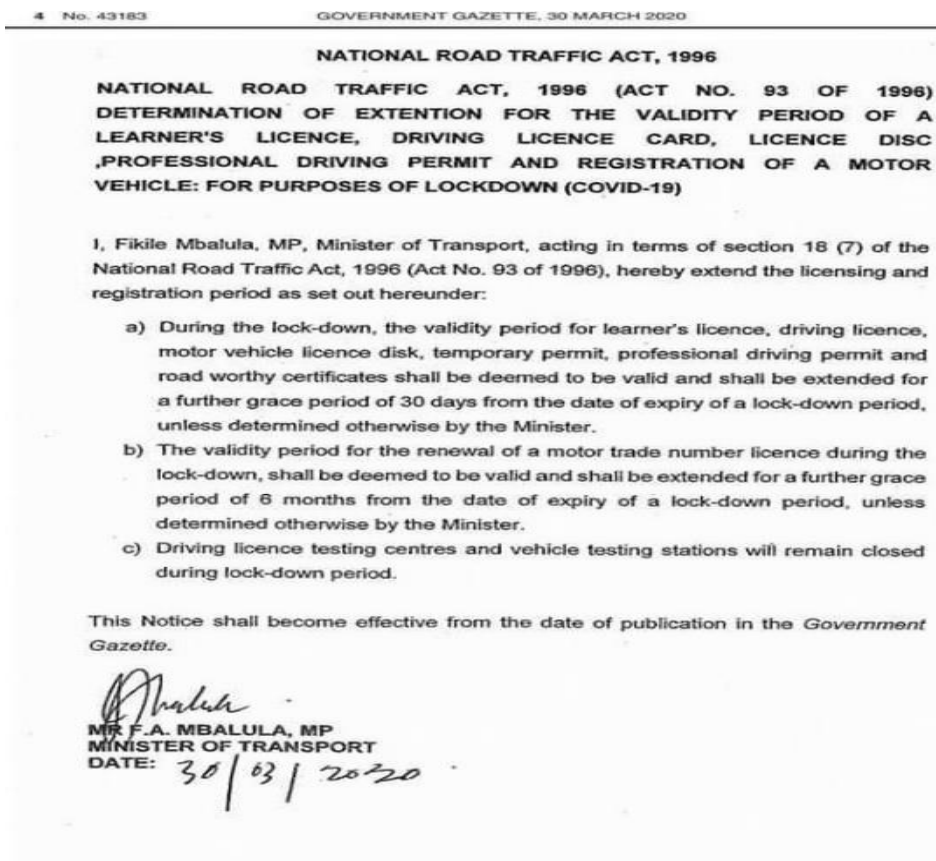 4 No. 43183 GOVERNMENT GAZETTE, 30 MARCH 2020
NATIONAL ROAD TRAFFIC ACT, 1996
NATIONAL ROAD TRAFFIC ACT, 1996 (ACT NO. 93 OF 1996)
DETERMINATION OF EXTENTION FOR THE VALIDITY PERIOD OF A
LEARNER'S LICENCE, DRIVING LICENCE CARD, LICENCE DISC
,PROFESSIONAL DRIVING PERMIT AND REGISTRATION OF A MOTOR
VEHICLE: FOR PURPOSES OF LOCKDOWN (COVID-19)
I, Fikile Mbalula, MP, Minister of Transport, acting in terms of section 18 (7) of the
National Road Traffic Act, 1996 (Act No. 93 of 1996), hereby extend the licensing and
registration period as set out hereunder:
a) During the lock-down, the validity period for learner's licence, driving licence,
motor vehicle licence disk, temporary permit, professional driving permit and
road worthy certificates shall be deemed to be valid and shall be extended for
a further grace period of 30 days from the date of expiry of a lock-down period,
unless determined otherwise by the Minister.
b) The validity period for the renewal of a motor trade number licence during the
lock-down, shall be deemed to be valid and shall be extended for a further grace
period of 6 months from the date of expiry of a lock-down period, unless
determined otherwise by the Minister.
c) Driving licence testing centres and vehicle testing stations will remain closed
during lock-down period.
This Notice shall become effective from the date of publication in the Government
Gazette.
MR F.A. MBALULA, MP
MINISTER OF TRANSPORT
DATE: 30/03/2020